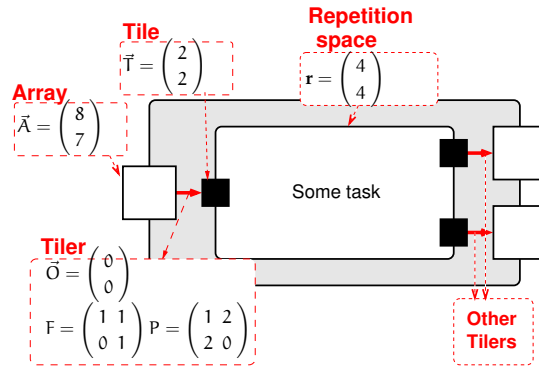 Repetition
space
r = ( 4
4 )
Tile
T⃗ = ( 2
2 )
Array
A⃗ = ( 8
7 )
Some task
Tiler
O⃗ = ( 0
0 )
F = ( 1 1
0 1 ) P = ( 1 2
2 0 )
Other
Tilers